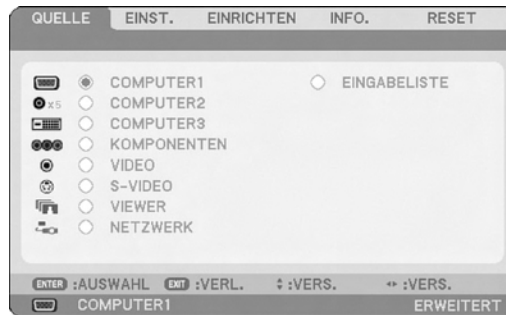 QUELLE EINST. EINRICHTEN INFO. RESET
COMPUTER1 EINGABELISTE
x5 COMPUTER2
COMPUTER3
KOMPONENTEN
VIDEO
S-VIDEO
VIEWER
NETZWERK
ENTER :AUSWAHL EXIT :VERL. :VERS. :VERS.
COMPUTER1 ERWEITERT